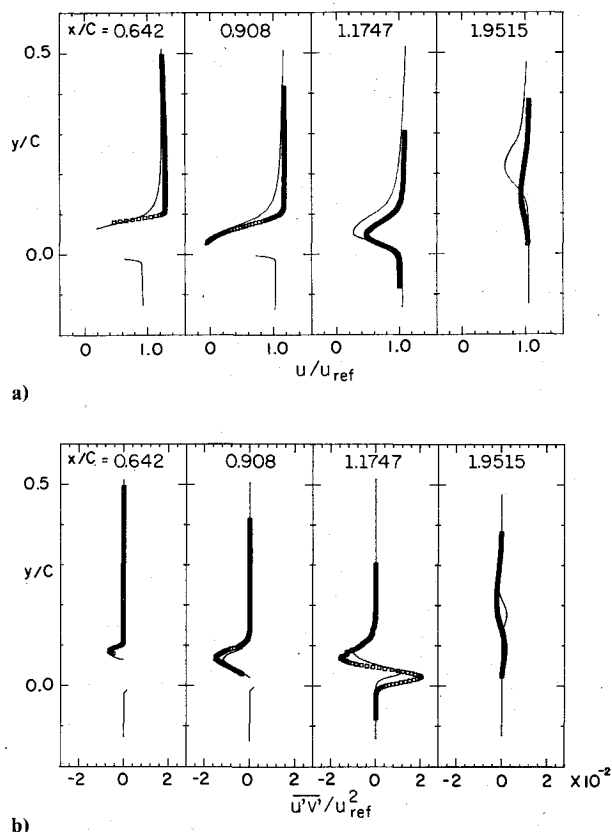 x/C = 0.642 0.908 1.1747 1.9515
0.5
y/C
0.0
0 1.0 0 1.0 0 1.0 0 1.0
u/u_ref
a)
x/C = 0.642 0.908 1.1747 1.9515
0.5
y/C
0.0
-2 0 2 -2 0 2 -2 0 2 -2 0 2 X10⁻²
u'v'/u²_ref
b)